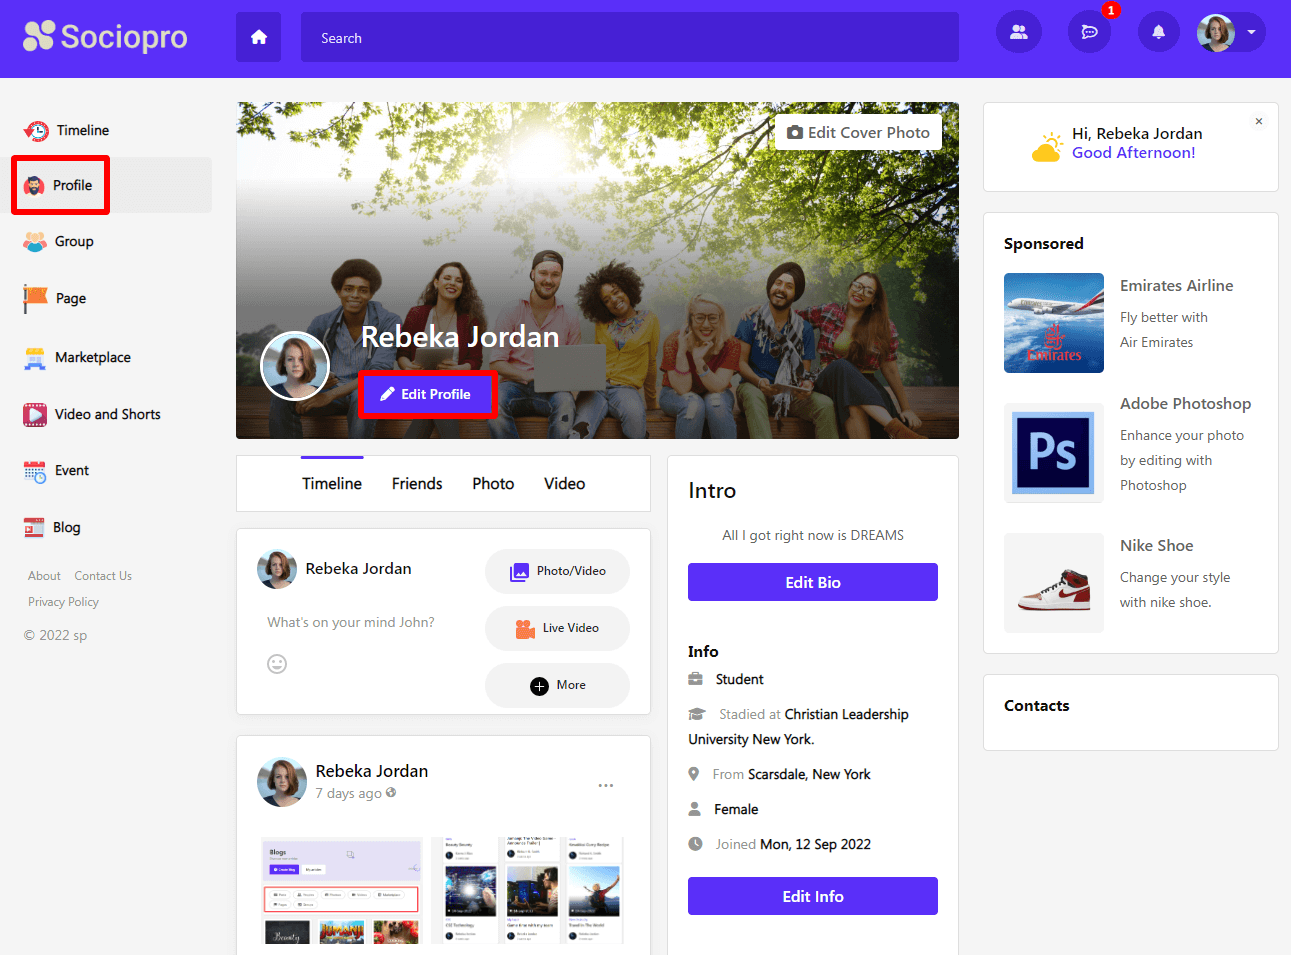 Sociopro
Search
1
Timeline
Profile
Group
Page
Marketplace
Video and Shorts
Event
Blog
About Contact Us
Privacy Policy
© 2022 sp
Edit Cover Photo
Rebeka Jordan
Edit Profile
Timeline Friends Photo Video
Rebeka Jordan
What's on your mind John?
Photo/Video
Live Video
More
Rebeka Jordan
7 days ago
Blogs
Intro
All I got right now is DREAMS
Edit Bio
Info
Student
Stadied at Christian Leadership
University New York.
From Scarsdale, New York
Female
Joined Mon, 12 Sep 2022
Edit Info
Hi, Rebeka Jordan
Good Afternoon!
Sponsored
Emirates
Emirates Airline
Fly better with
Air Emirates
Ps
Adobe Photoshop
Enhance your photo
by editing with
Photoshop
Nike Shoe
Change your style
with nike shoe.
Contacts